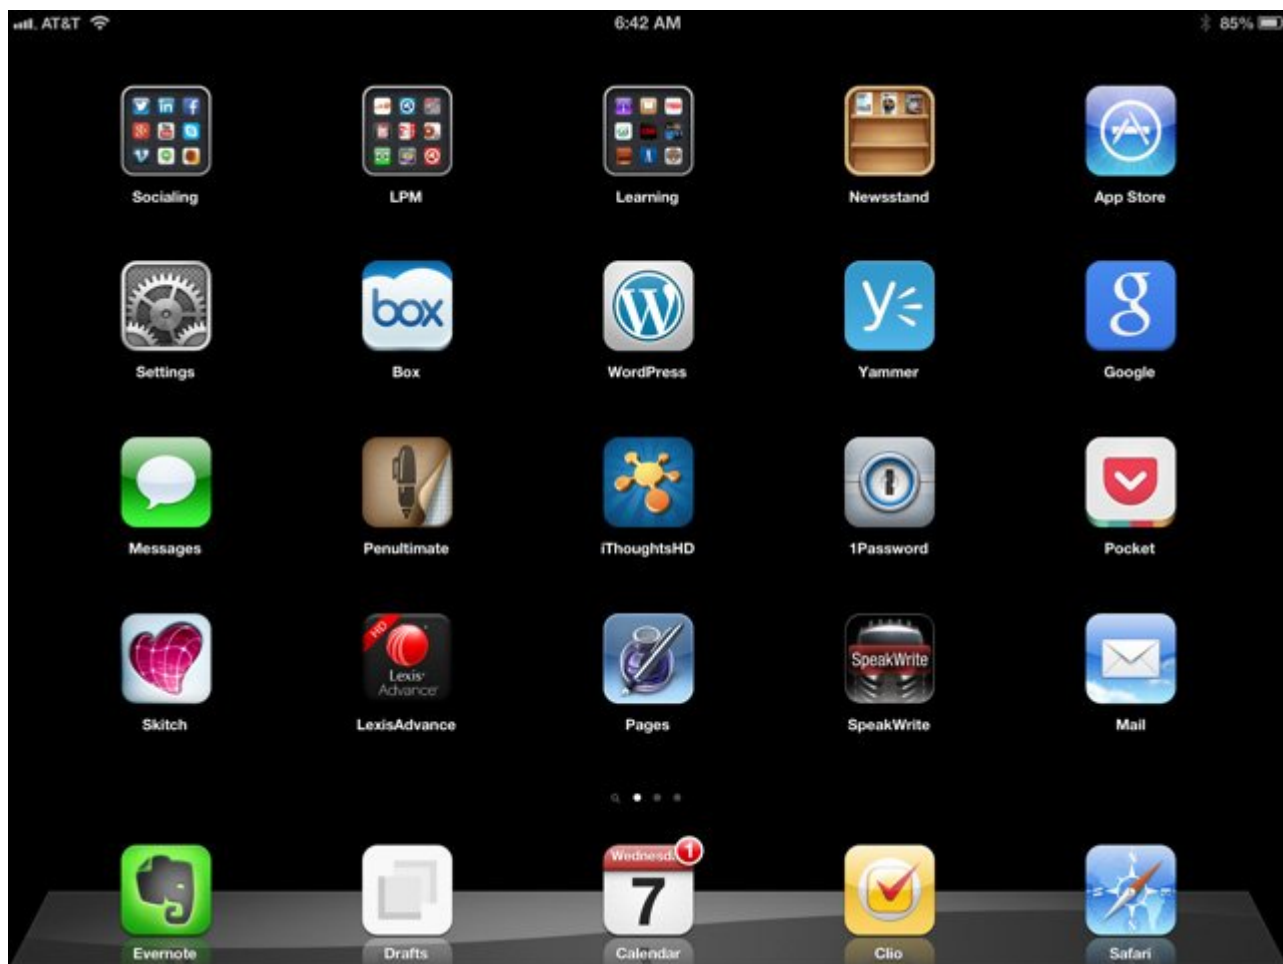 AT&T 6:42 AM 85%
Socialing LPM Learning Newsstand App Store
box g
Settings Box WordPress Yammer Google
Messages Penultimate iThoughtsHD 1Password Pocket
HD
Lexis
Advance
SpeakWrite
Skitch LexisAdvance Pages SpeakWrite Mail
Wednesday 1
7
Evernote Drafts Calendar Clio Safari